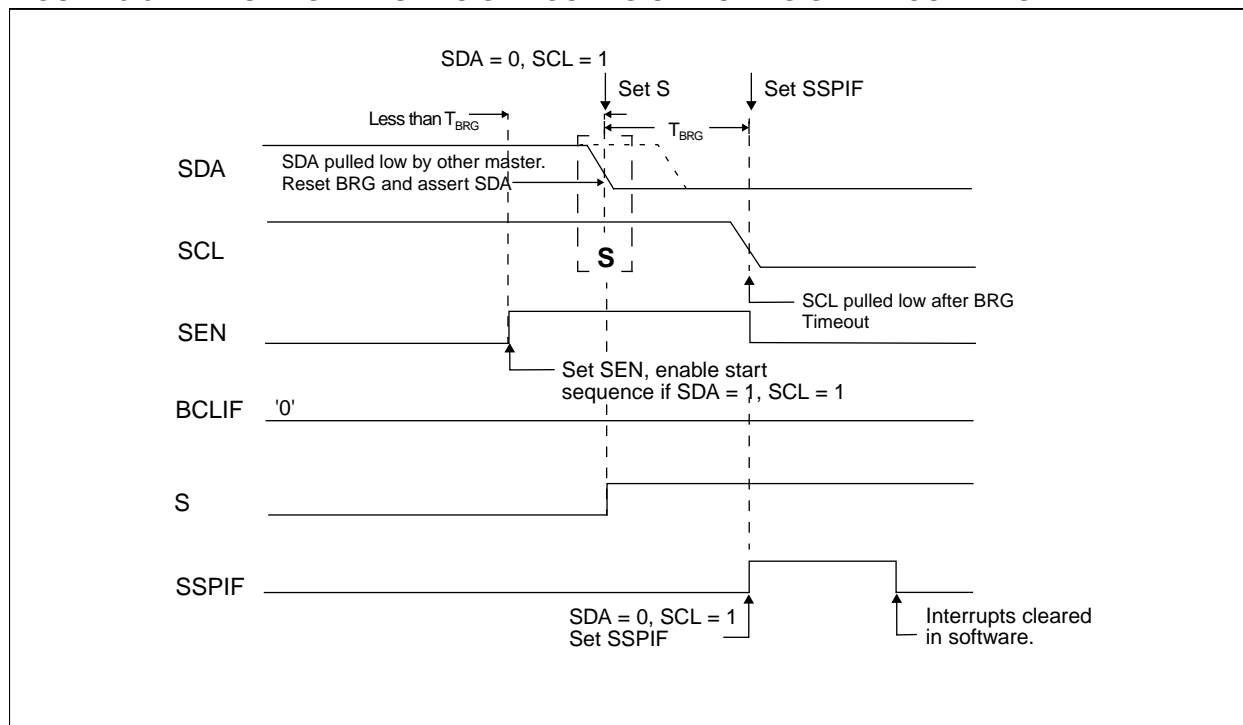 SDA = 0, SCL = 1
Set S
Set SSPIF
Less than TBRG
TBRG
SDA
SDA pulled low by other master.
Reset BRG and assert SDA
SCL
S
SCL pulled low after BRG
Timeout
SEN
Set SEN, enable start
sequence if SDA = 1, SCL = 1
BCLIF
'0'
S
SSPIF
SDA = 0, SCL = 1
Set SSPIF
Interrupts cleared
in software.